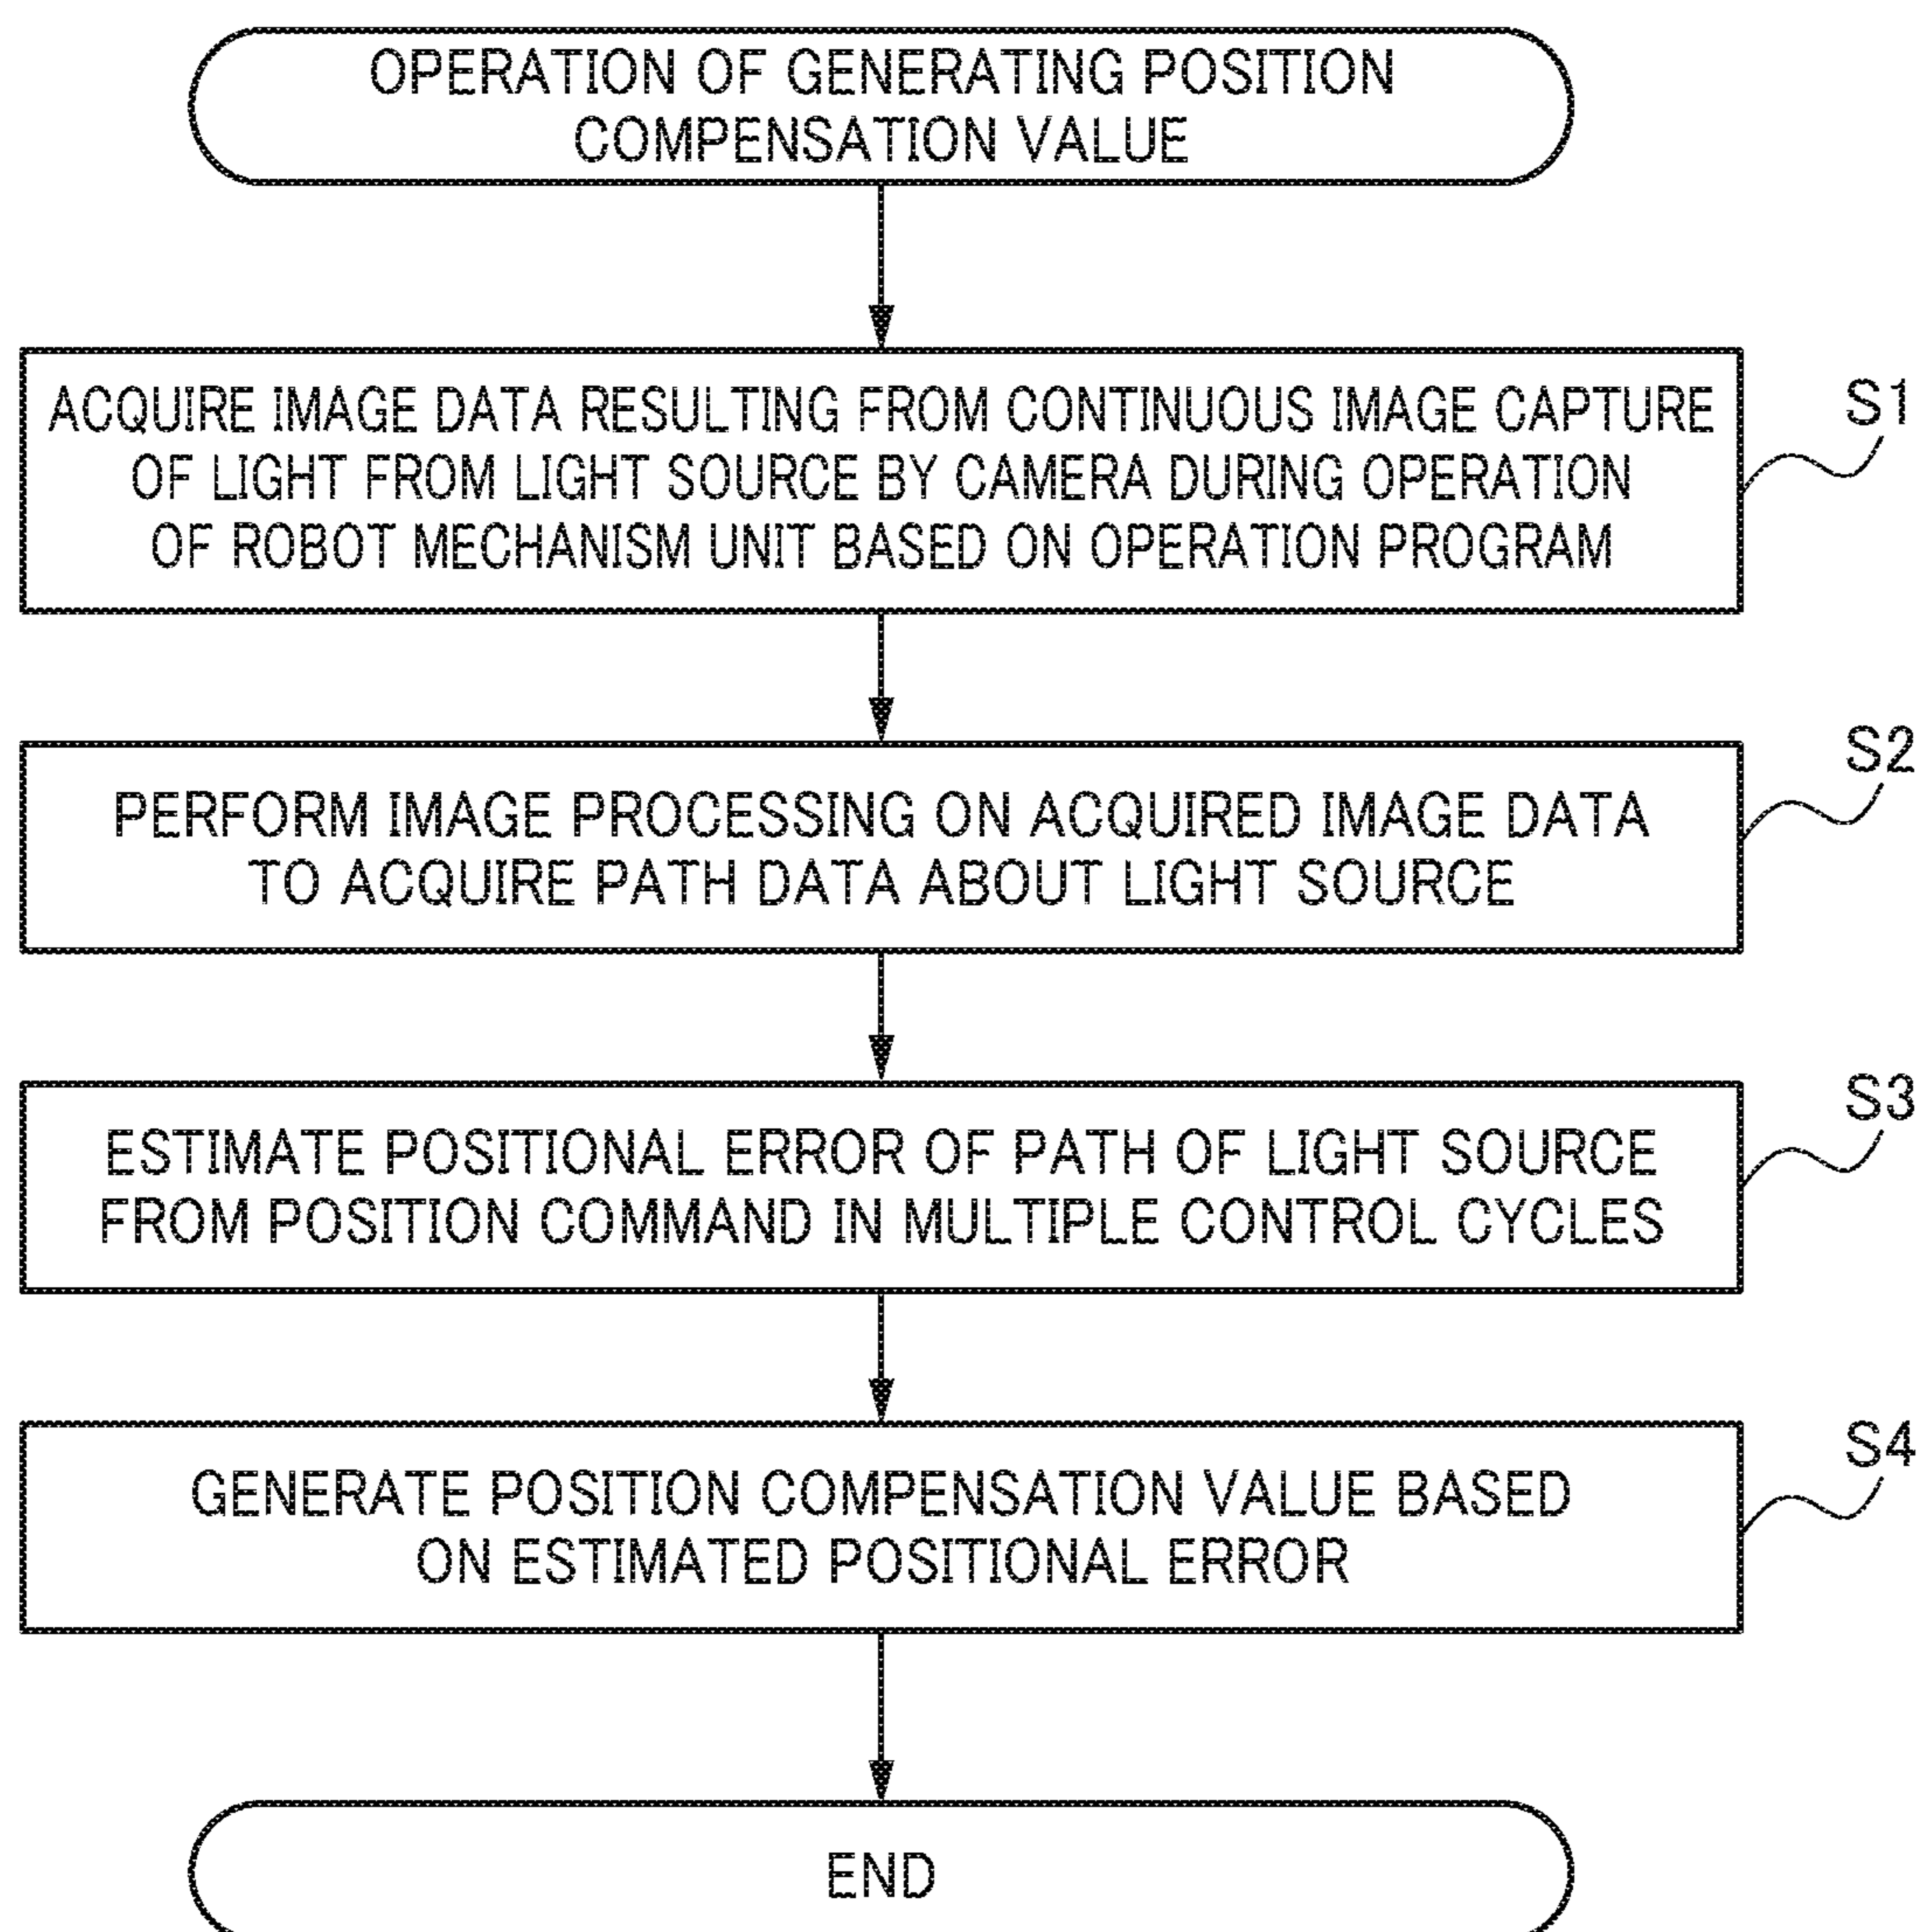 OPERATION OF GENERATING POSITION
COMPENSATION VALUE
ACQUIRE IMAGE DATA RESULTING FROM CONTINUOUS IMAGE CAPTURE
OF LIGHT FROM LIGHT SOURCE BY CAMERA DURING OPERATION
OF ROBOT MECHANISM UNIT BASED ON OPERATION PROGRAM
S1
PERFORM IMAGE PROCESSING ON ACQUIRED IMAGE DATA
TO ACQUIRE PATH DATA ABOUT LIGHT SOURCE
S2
ESTIMATE POSITIONAL ERROR OF PATH OF LIGHT SOURCE
FROM POSITION COMMAND IN MULTIPLE CONTROL CYCLES
S3
GENERATE POSITION COMPENSATION VALUE BASED
ON ESTIMATED POSITIONAL ERROR
S4
END